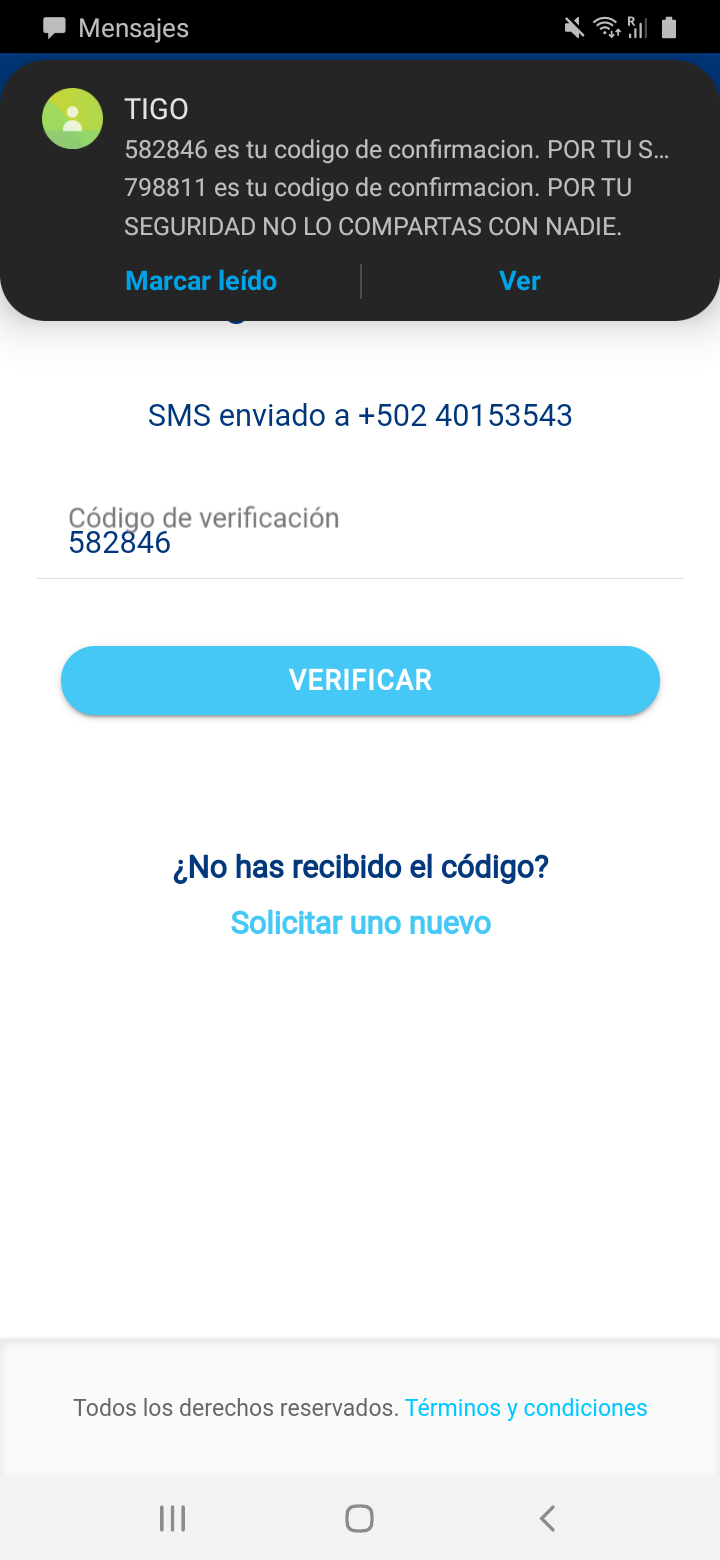 Mensajes
R
TIGO
582846 es tu codigo de confirmacion. POR TU S...
798811 es tu codigo de confirmacion. POR TU
SEGURIDAD NO LO COMPARTAS CON NADIE.
Marcar leído
Ver
SMS enviado a +502 40153543
Código de verificación
582846
VERIFICAR
¿No has recibido el código?
Solicitar uno nuevo
Todos los derechos reservados. Términos y condiciones